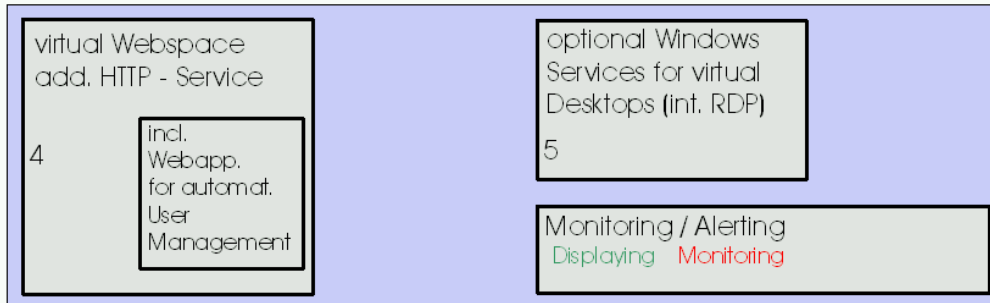 virtual Webspace
add. HTTP - Service
4
incl.
Webapp.
for automat.
User
Management
optional Windows
Services for virtual
Desktops (int. RDP)
5
Monitoring / Alerting
Displaying Monitoring